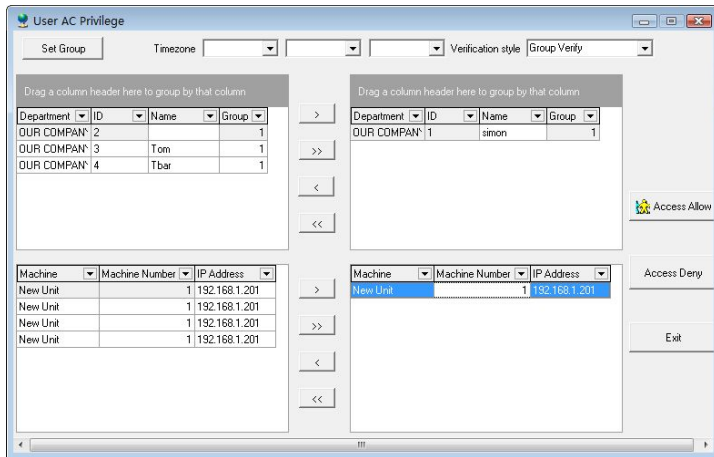 User AC Privilege
Set Group Timezone Verification style Group Verify
Drag a column header here to group by that column
Department ID Name Group
OUR COMPAN 2 1
OUR COMPAN 3 Tom 1
OUR COMPAN 4 Tbar 1
> 
>>
<
<<
Drag a column header here to group by that column
Department ID Name Group
OUR COMPAN 1 simon 1
Access Allow
Access Deny
Exit
Machine Machine Number IP Address
New Unit 1 192.168.1.201
New Unit 1 192.168.1.201
New Unit 1 192.168.1.201
New Unit 1 192.168.1.201
>
>>
<
<<
Machine Machine Number IP Address
New Unit 1 192.168.1.201